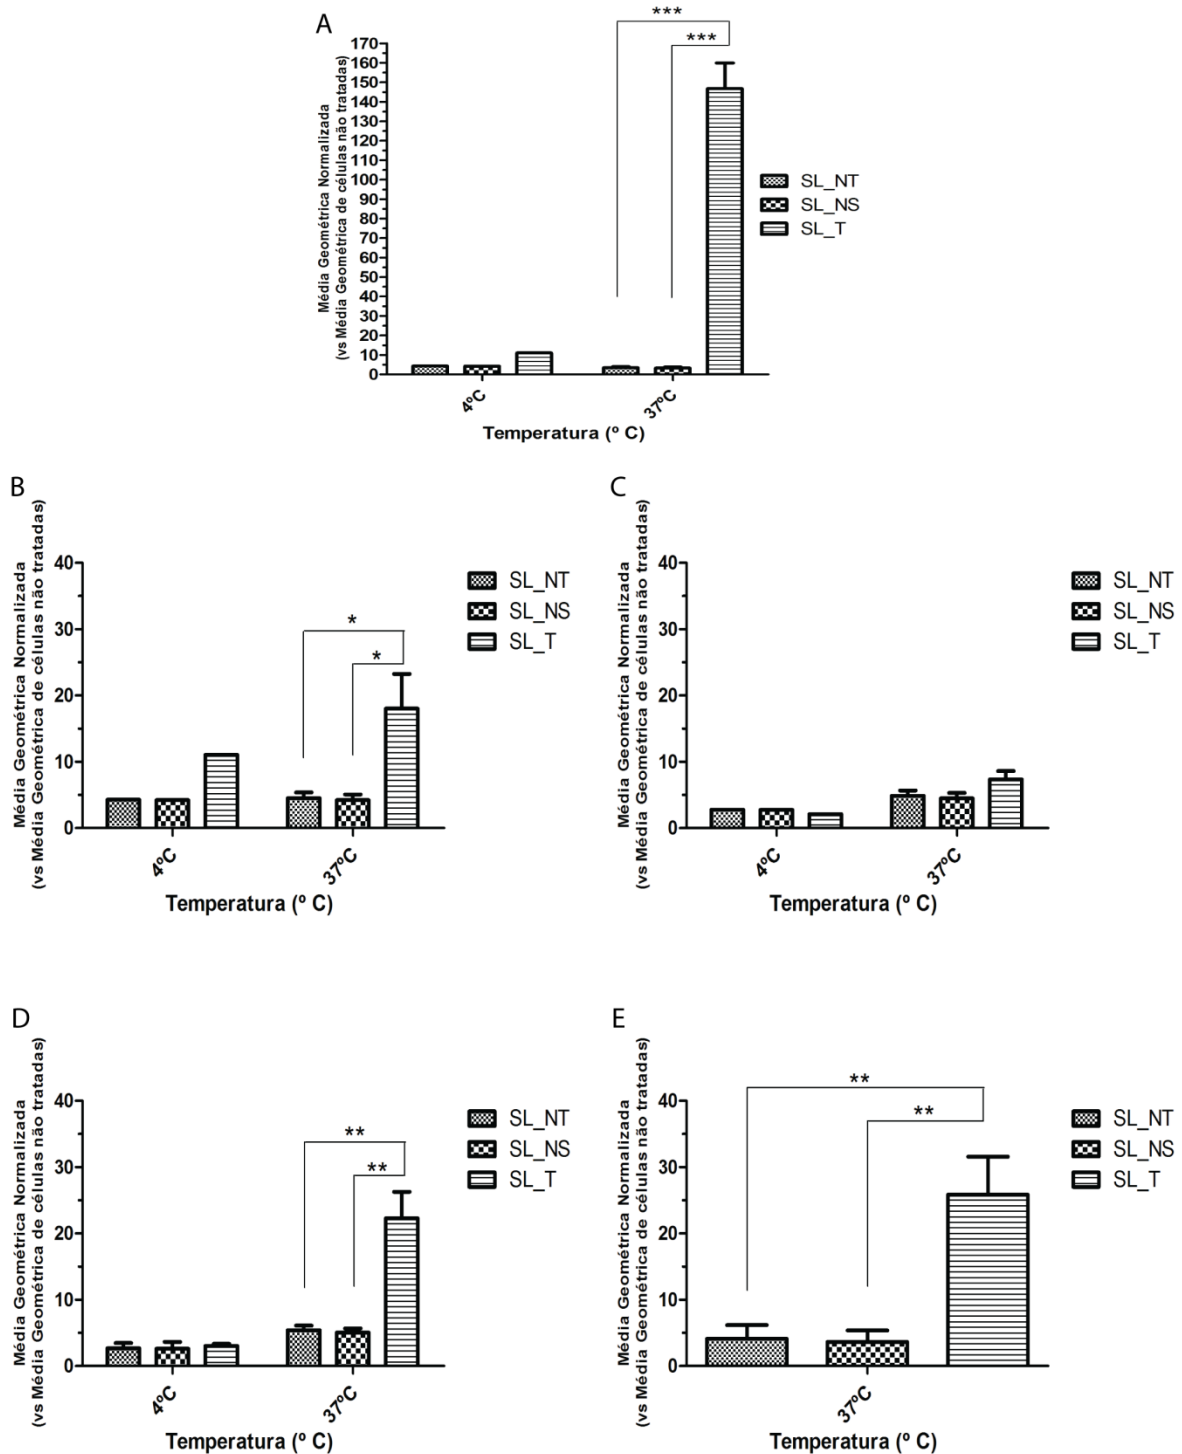 A
***
***
Média Geométrica Normalizada
(vs Média Geométrica de células não tratadas)
170
160
150
140
130
120
110
100
90
80
70
60
50
40
30
20
10
0
SL_NT
SL_NS
SL_T
4ºC
37ºC
Temperatura (º C)
B
Média Geométrica Normalizada
(vs Média Geométrica de células não tratadas)
40
30
20
10
0
*
*
SL_NT
SL_NS
SL_T
4ºC
37ºC
Temperatura (º C)
C
Média Geométrica Normalizada
(vs Média Geométrica de células não tratadas)
40
30
20
10
0
SL_NT
SL_NS
SL_T
4ºC
37ºC
Temperatura (º C)
D
Média Geométrica Normalizada
(vs Média Geométrica de células não tratadas)
40
30
20
10
0
**
**
SL_NT
SL_NS
SL_T
4ºC
37ºC
Temperatura (º C)
E
Média Geométrica Normalizada
(vs Média Geométrica de células não tratadas)
40
30
20
10
0
**
**
SL_NT
SL_NS
SL_T
37ºC
Temperatura (º C)